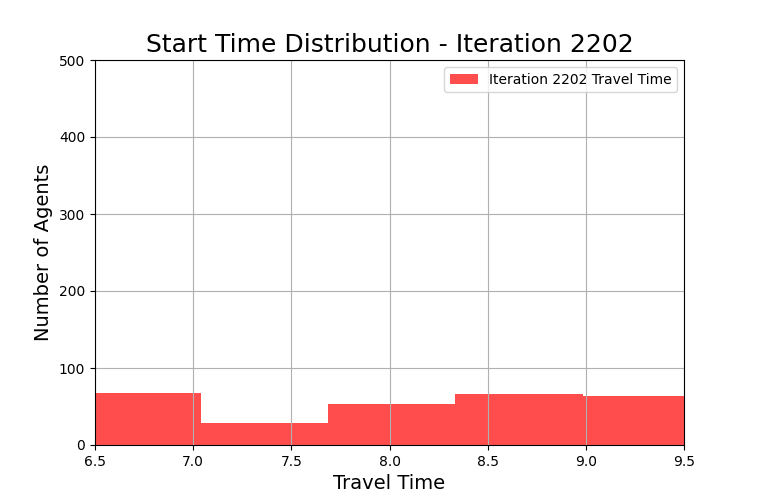 Start Time Distribution - Iteration 2202
Iteration 2202 Travel Time
Number of Agents
500
400
300
200
100
0
6.5 7.0 7.5 8.0 8.5 9.0 9.5
Travel Time